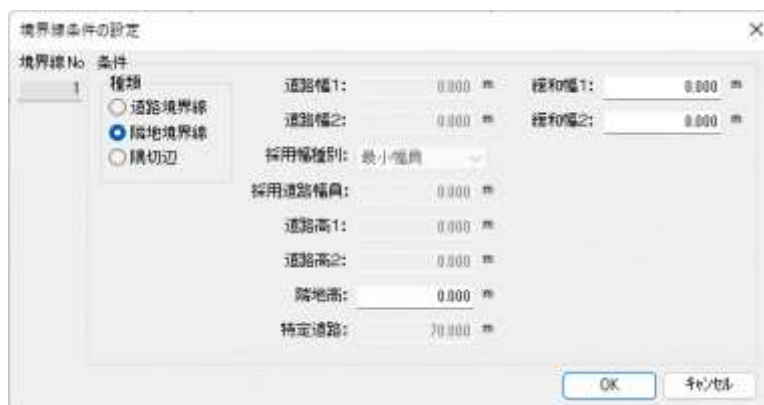 境界線条件の設定
境界線No
1
条件
種類
道路境界線
隣地境界線
隅切辺
道路幅1: 0.000 m
道路幅2: 0.000 m
採用幅種別: 最小幅員
採用道路幅員: 0.000 m
道路高1: 0.000 m
道路高2: 0.000 m
隣地高: 0.000 m
特定道路: 70.000 m
緩和幅1: 0.000 m
緩和幅2: 0.000 m
OK
キャンセル